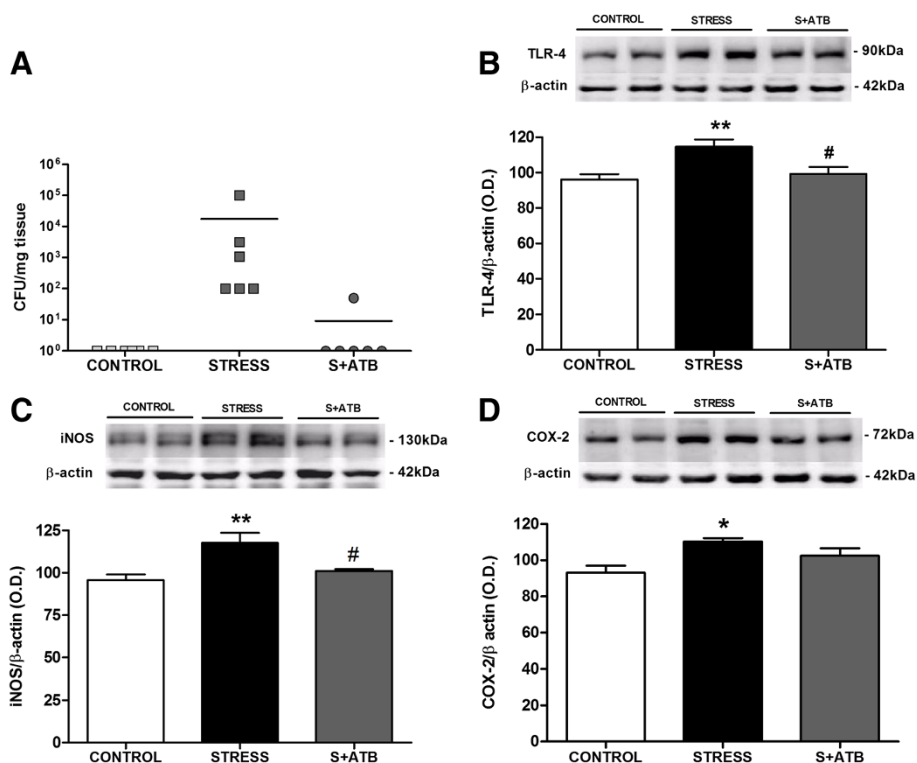 A
CFU/mg tissue
10⁶
10⁵
10⁴
10³
10²
10¹
10⁰
CONTROL STRESS S+ATB
B
CONTROL STRESS S+ATB
TLR-4 - 90kDa
β-actin - 42kDa
TLR-4/β-actin (O.D.)
120
100
80
60
40
20
0
**
#
CONTROL STRESS S+ATB
C
CONTROL STRESS S+ATB
iNOS - 130kDa
β-actin - 42kDa
iNOS/β-actin (O.D.)
125
100
75
50
25
0
**
#
CONTROL STRESS S+ATB
D
CONTROL STRESS S+ATB
COX-2 - 72kDa
β-actin - 42kDa
COX-2/β actin (O.D.)
120
100
80
60
40
20
0
*
CONTROL STRESS S+ATB